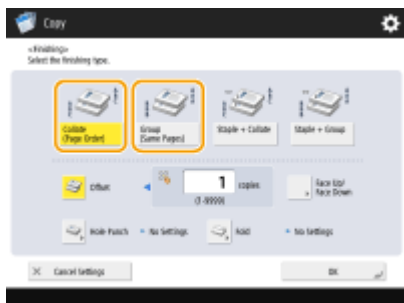 Copy
<Finishing>
Select the finishing type.
Collate
(Page Order)
Group
(Same Pages)
Staple + Collate
Staple + Group
Offset
1
copies
(1-9999)
Face Up/
Face Down
Hole Punch
No Settings
Fold
No Settings
Cancel Settings
OK